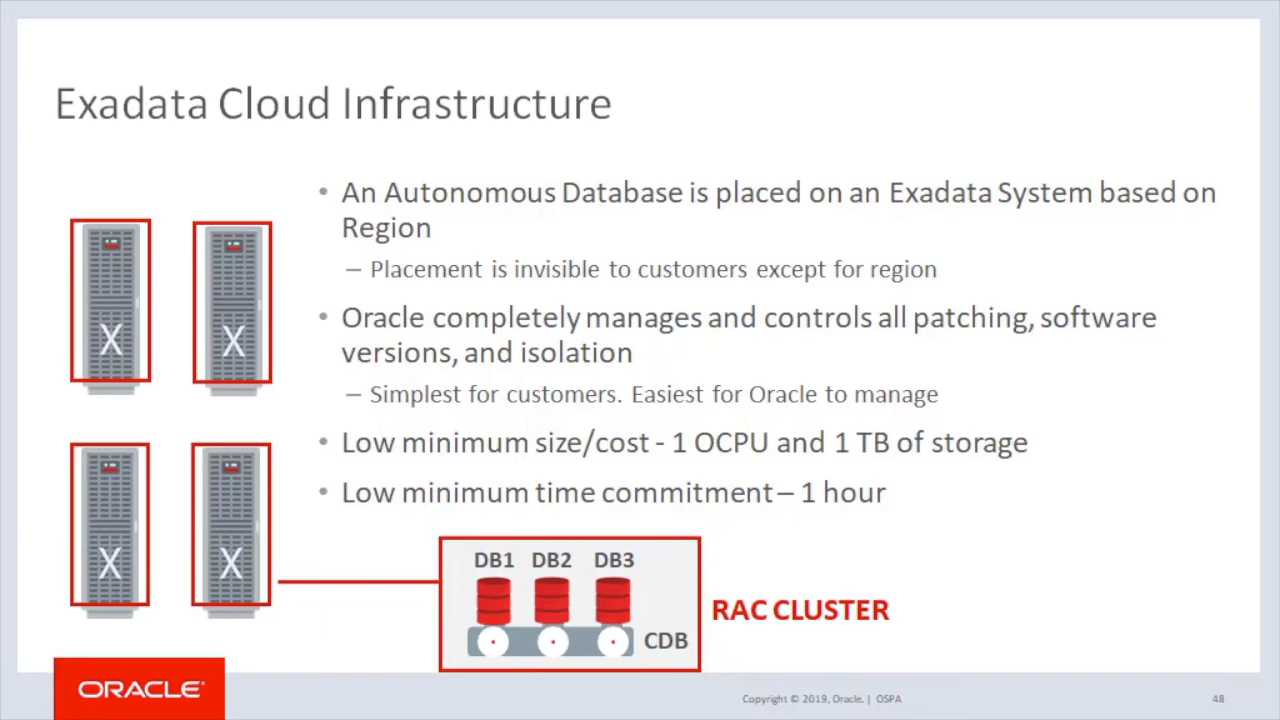 Exadata Cloud Infrastructure
• An Autonomous Database is placed on an Exadata System based on
Region
– Placement is invisible to customers except for region
• Oracle completely manages and controls all patching, software
versions, and isolation
– Simplest for customers. Easiest for Oracle to manage
• Low minimum size/cost - 1 OCPU and 1 TB of storage
• Low minimum time commitment – 1 hour
X
X
X
X
DB1 DB2 DB3
CDB
RAC CLUSTER
ORACLE®
Copyright © 2019, Oracle. | OSPA
48